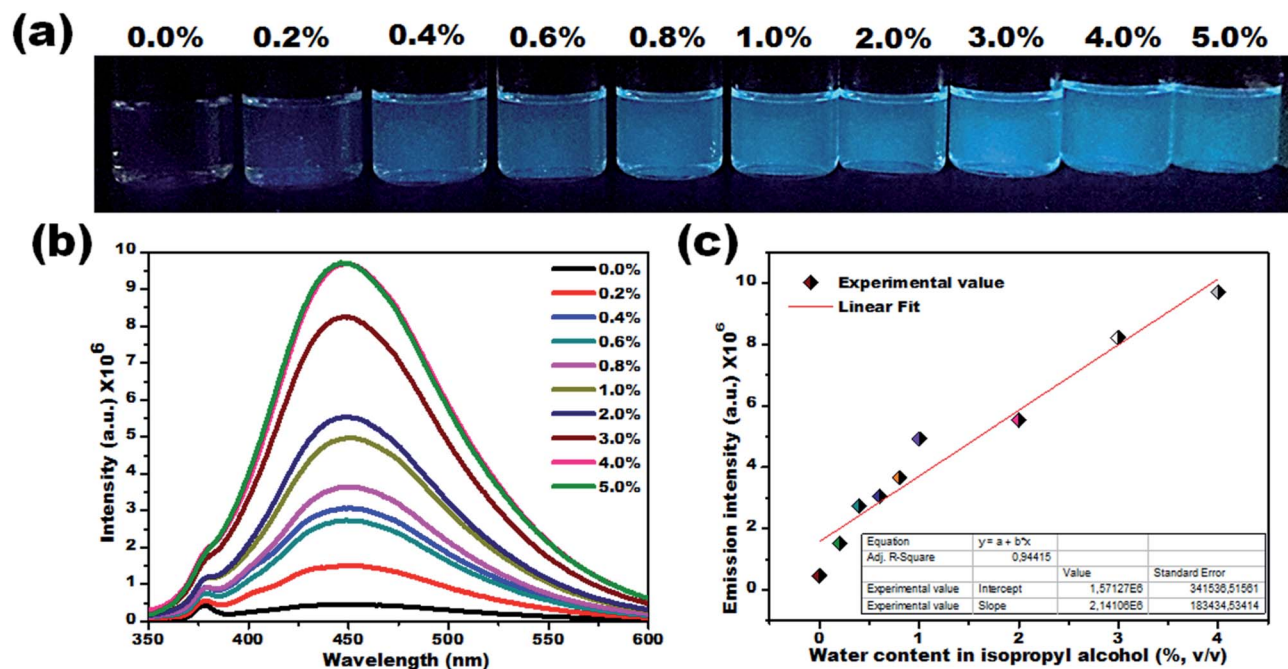 (a)
0.0% 0.2% 0.4% 0.6% 0.8% 1.0% 2.0% 3.0% 4.0% 5.0%
(b)
Intensity (a.u.) X10⁶
10
9
8
7
6
5
4
3
2
1
0
350 400 450 500 550 600
Wavelength (nm)
0.0%
0.2%
0.4%
0.6%
0.8%
1.0%
2.0%
3.0%
4.0%
5.0%
(c)
Emission intensity (a.u.) X10⁶
10
8
6
4
2
0
0 1 2 3 4
Water content in isopropyl alcohol (%, v/v)
Experimental value
Linear Fit
Equation y = a + b*x
Adj. R-Square 0,94415
Value Standard Error
Experimental value Intercept 1,57127E6 341536,51561
Experimental value Slope 2,14106E6 183434,53414